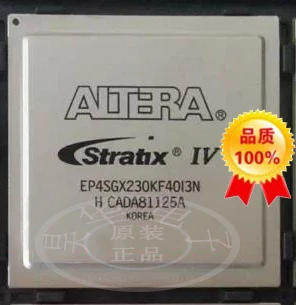 ALTERA
Stratix® IV
EP4SGX230KF40I3N
H CADA81125A
KOREA
品质
100%
原装
正品